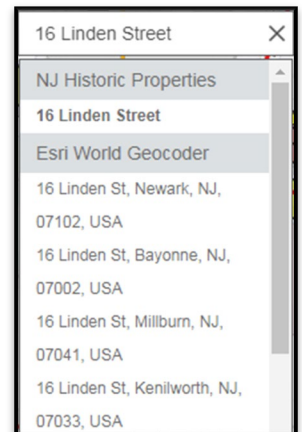 16 Linden Street
NJ Historic Properties
16 Linden Street
Esri World Geocoder
16 Linden St, Newark, NJ,
07102, USA
16 Linden St, Bayonne, NJ,
07002, USA
16 Linden St, Millburn, NJ,
07041, USA
16 Linden St, Kenilworth, NJ,
07033, USA